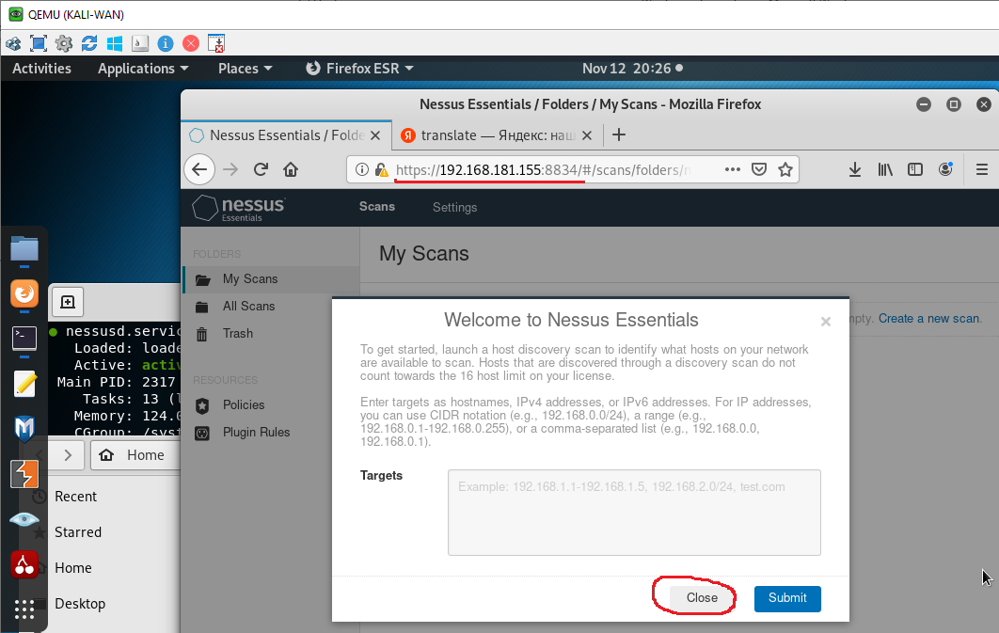 QEMU (KALI-WAN)
Activities Applications Places Firefox ESR Nov 12 20:26
Nessus Essentials / Folders / My Scans - Mozilla Firefox
Nessus Essentials / Folde
translate — Яндекс: наш
https://192.168.181.155:8834/#/scans/folders/
nessus
Essentials
Scans
Settings
FOLDERS
My Scans
All Scans
Trash
RESOURCES
Policies
Plugin Rules
My Scans
mpty. Create a new scan.
Welcome to Nessus Essentials
To get started, launch a host discovery scan to identify what hosts on your network
are available to scan. Hosts that are discovered through a discovery scan do not
count towards the 16 host limit on your license.
Enter targets as hostnames, IPv4 addresses, or IPv6 addresses. For IP addresses,
you can use CIDR notation (e.g., 192.168.0.0/24), a range (e.g.,
192.168.0.1-192.168.0.255), or a comma-separated list (e.g., 192.168.0.0,
192.168.0.1).
Targets
Example: 192.168.1.1-192.168.1.5, 192.168.2.0/24, test.com
Close
Submit
nessusd.servic
Loaded: loade
Active: activ
Main PID: 2317
Tasks: 13 (l
Memory: 124.0
CGroup: /syst
Home
Recent
Starred
Home
Desktop